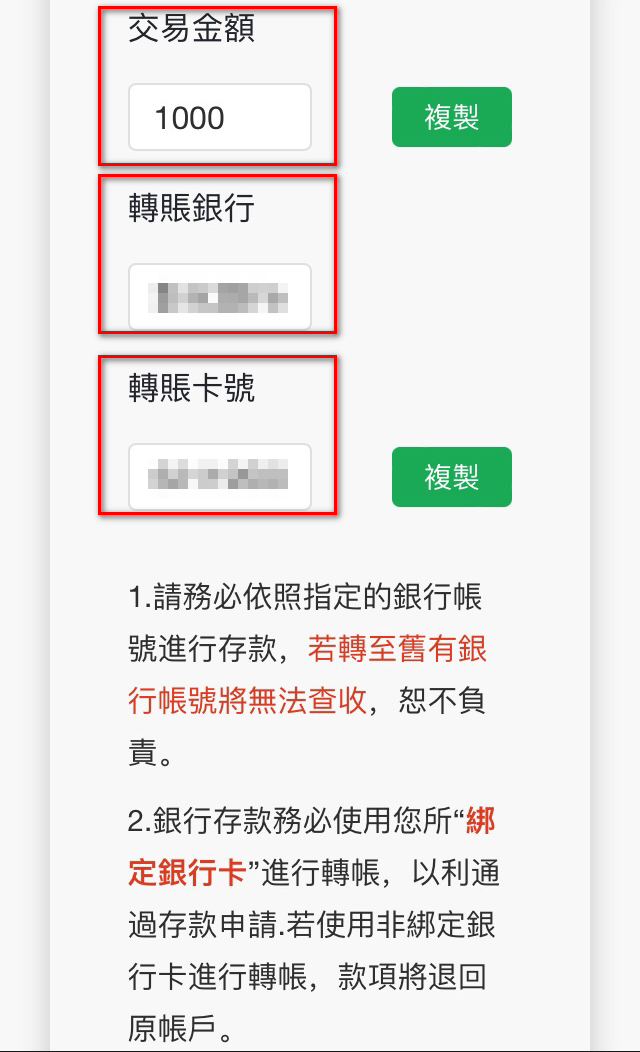 交易金額
1000
複製
轉賬銀行
轉賬卡號
複製
1.請務必依照指定的銀行帳
號進行存款，若轉至舊有銀
行帳號將無法查收，恕不負
責。
2.銀行存款務必使用您所“綁
定銀行卡”進行轉帳，以利通
過存款申請.若使用非綁定銀
行卡進行轉帳，款項將退回
原帳戶。